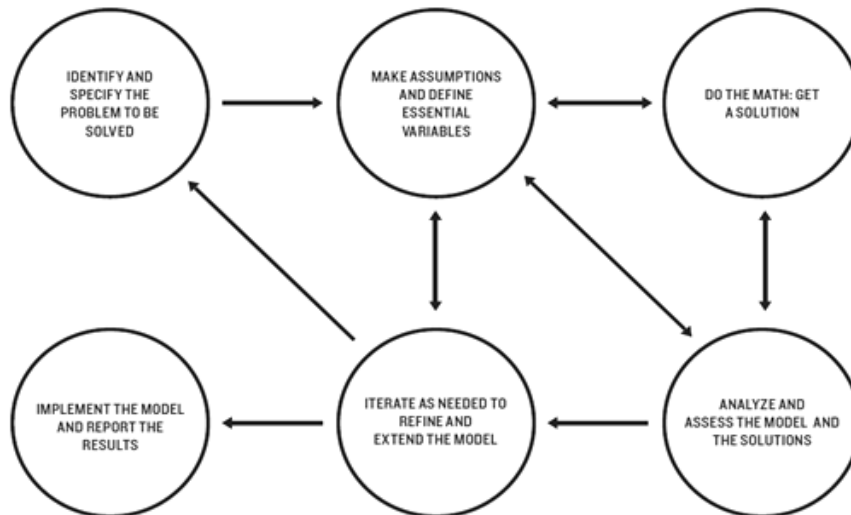 IDENTIFY AND
SPECIFY THE
PROBLEM TO BE
SOLVED
MAKE ASSUMPTIONS
AND DEFINE
ESSENTIAL
VARIABLES
DO THE MATH: GET
A SOLUTION
IMPLEMENT THE MODEL
AND REPORT THE
RESULTS
ITERATE AS NEEDED TO
REFINE AND
EXTEND THE MODEL
ANALYZE AND
ASSESS THE MODEL AND
THE SOLUTIONS